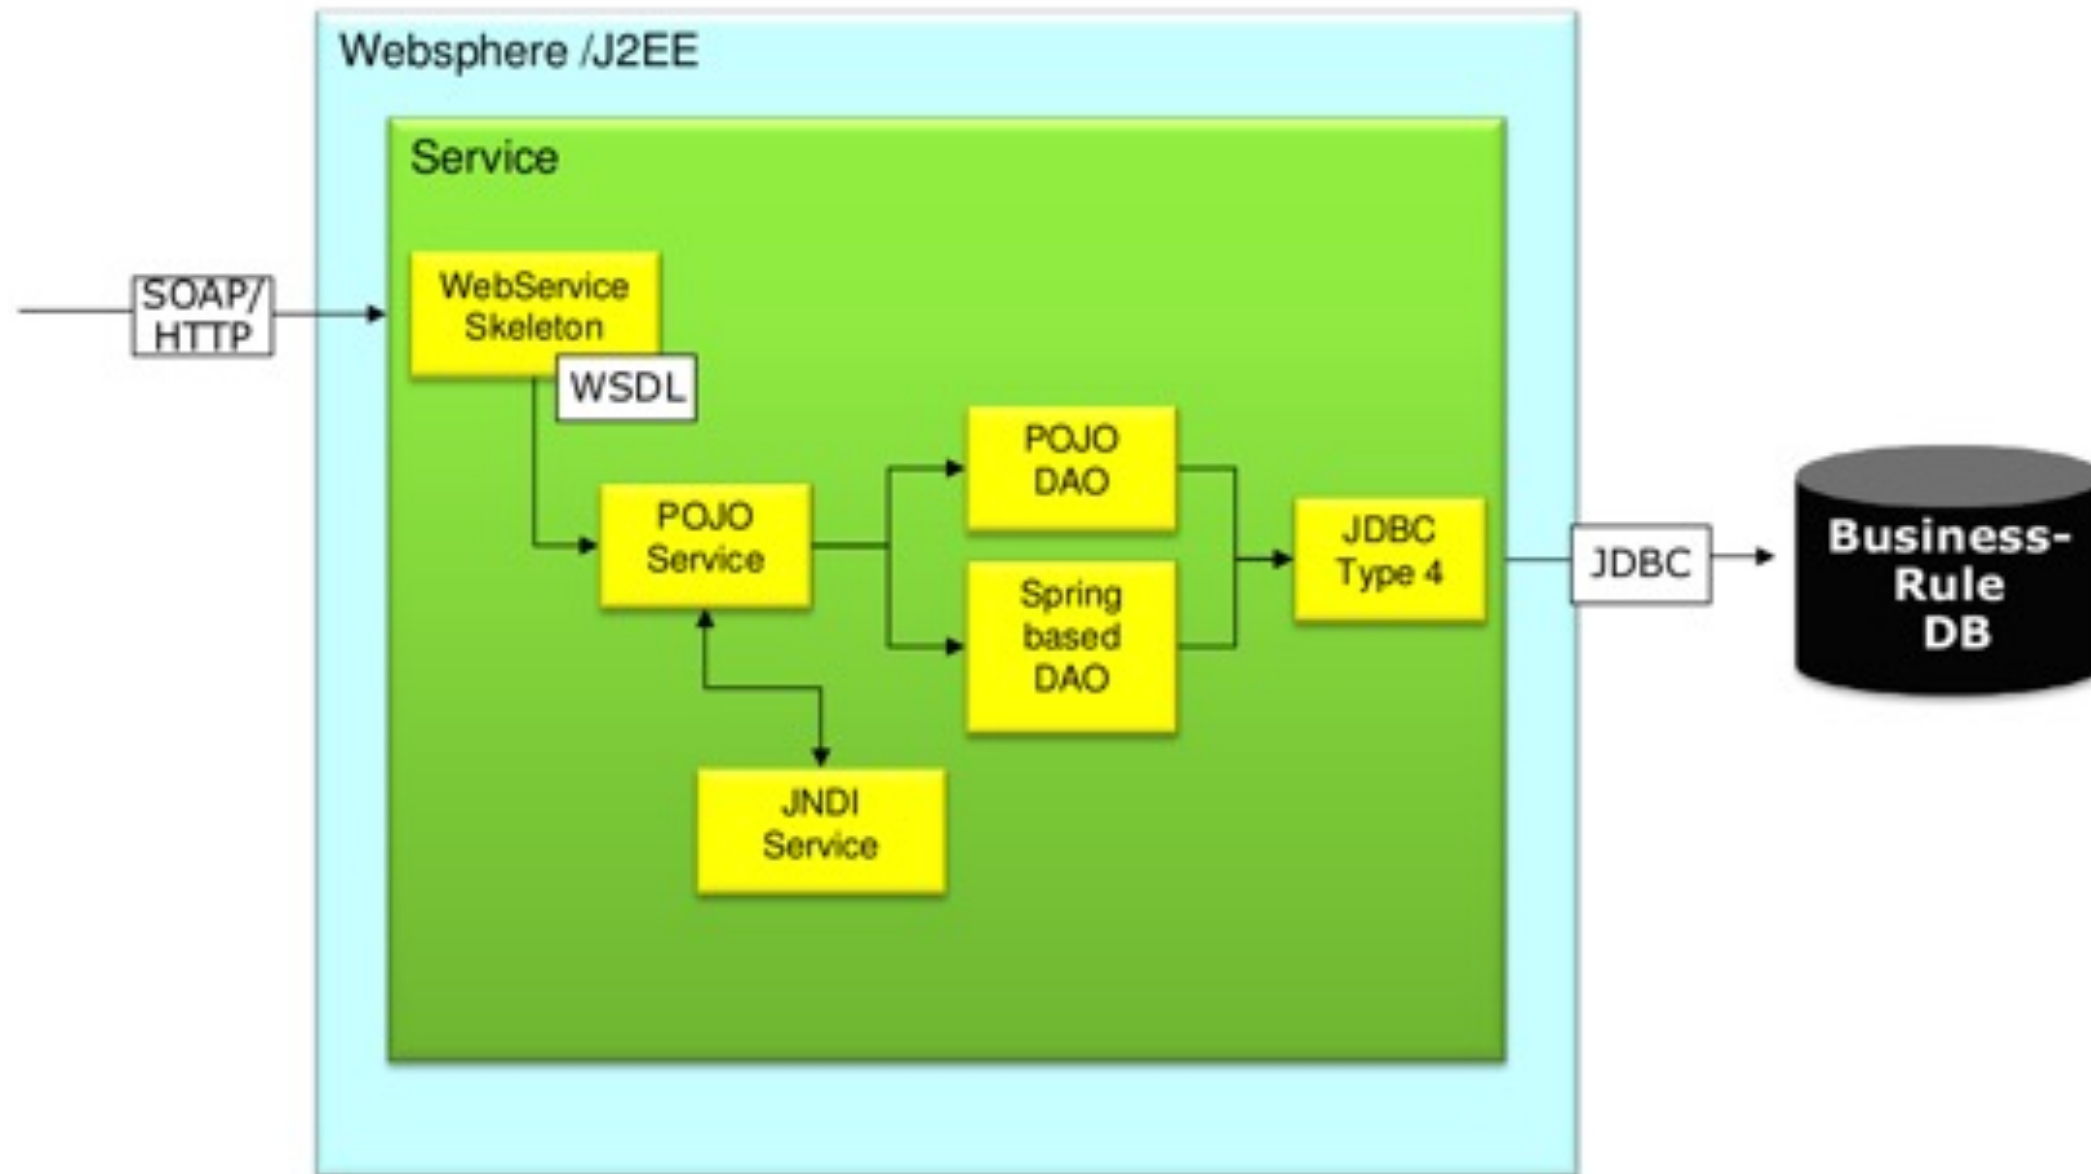 Websphere /J2EE
Service
SOAP/
HTTP
WebService
Skeleton
WSDL
POJO
Service
JNDI
Service
POJO
DAO
Spring
based
DAO
JDBC
Type 4
JDBC
Business-
Rule
DB